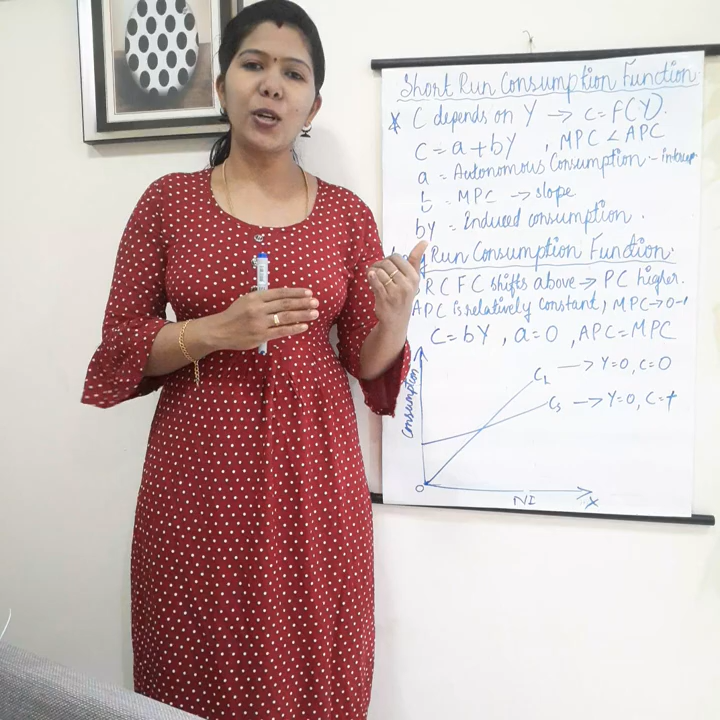 Short Run Consumption Function
* C depends on Y → C = F(Y).
C = a + bY , MPC < APC
a = Autonomous Consumption -
b = MPC → slope
bY = Induced consumption.
Run Consumption Function.
RCFC shifts above → PC higher.
APC is relatively constant, MPC → 0-1
C = bY , a = 0 , APC = MPC
Consumption
CL → Y=0, C=0
Cs → Y=0, C=+
O
NI
X